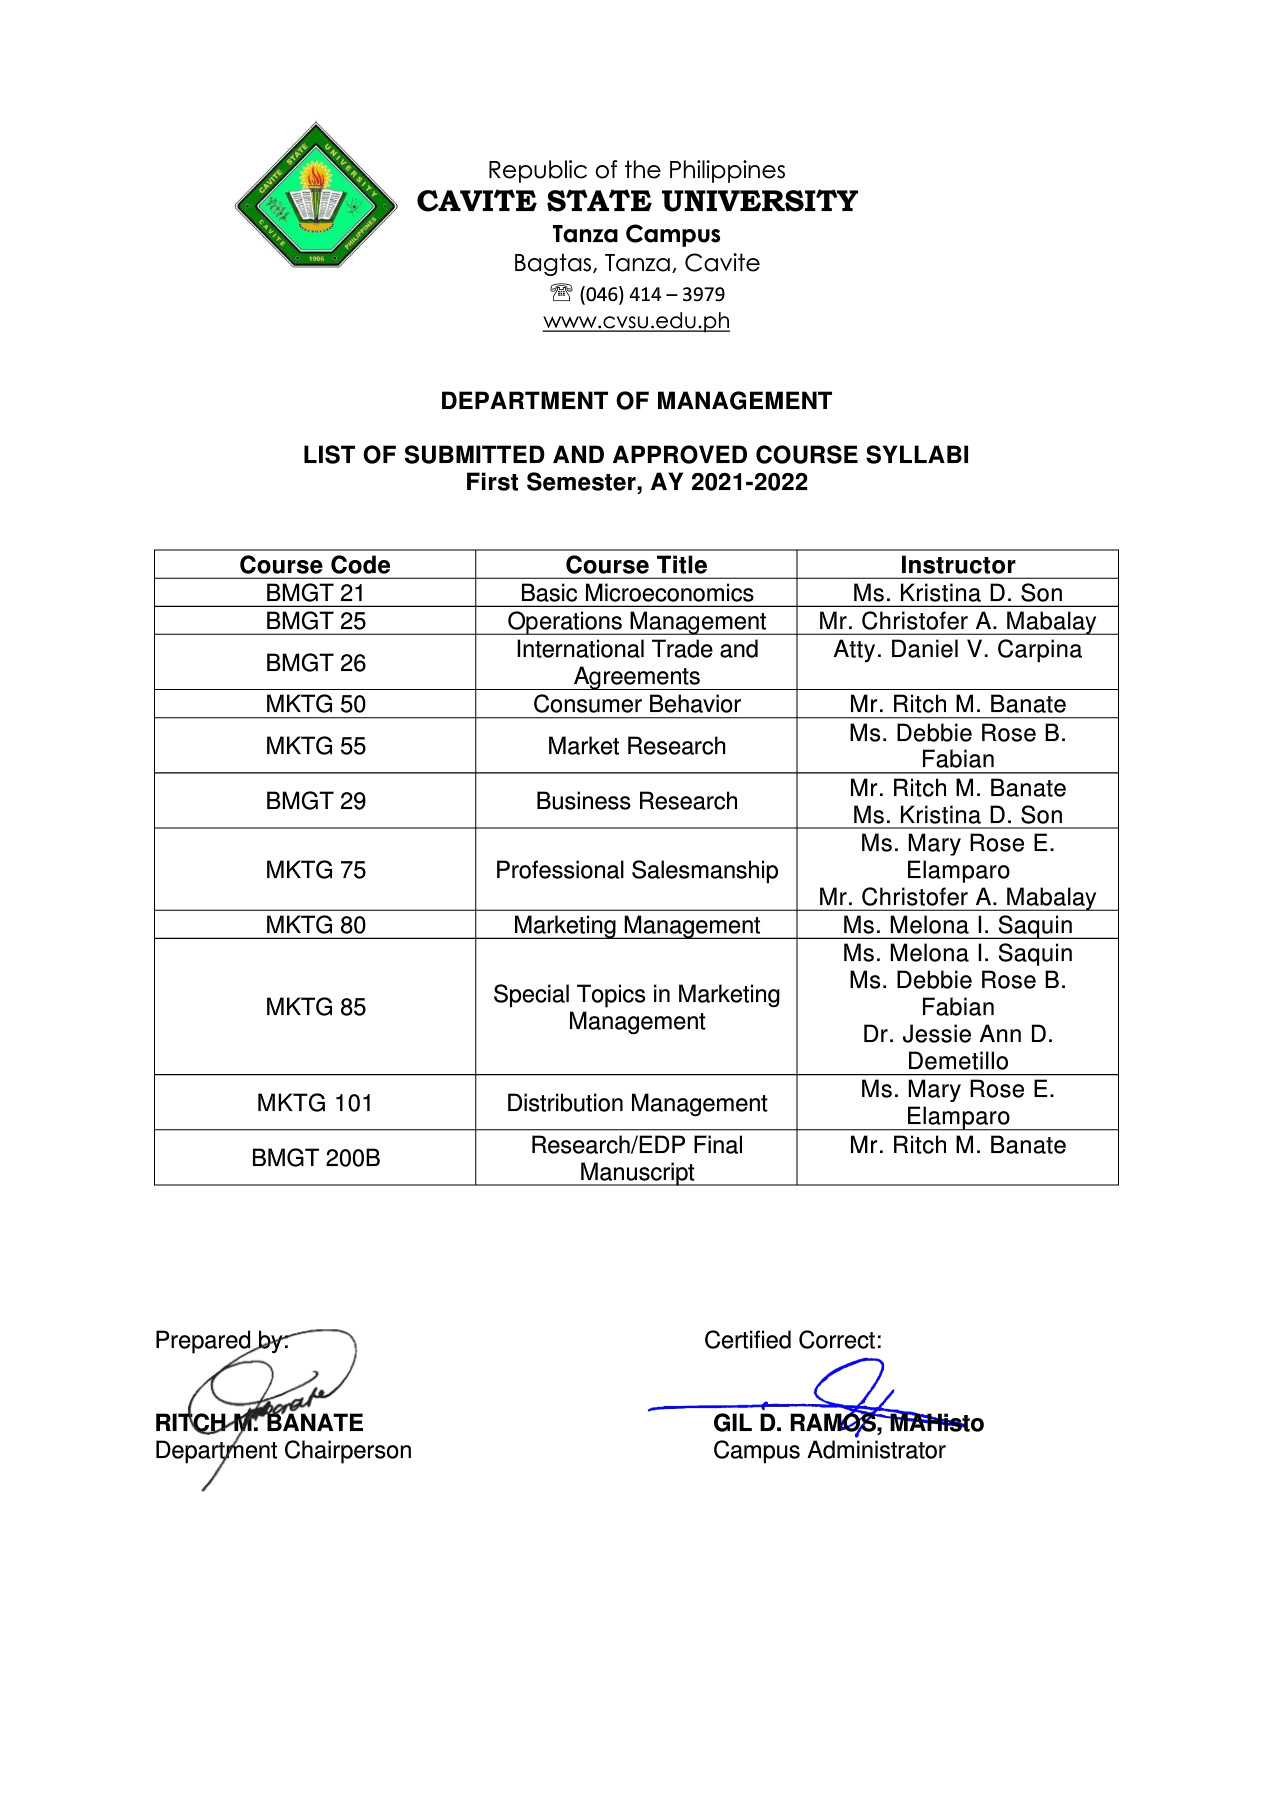 CAVITE STATE UNIVERSITY
CAVITE
PHILIPPINES
1906
Republic of the Philippines
CAVITE STATE UNIVERSITY
Tanza Campus
Bagtas, Tanza, Cavite
☏ (046) 414 – 3979
www.cvsu.edu.ph
DEPARTMENT OF MANAGEMENT
LIST OF SUBMITTED AND APPROVED COURSE SYLLABI
First Semester, AY 2021-2022
Course Code Course Title Instructor
BMGT 21 Basic Microeconomics Ms. Kristina D. Son
BMGT 25 Operations Management Mr. Christofer A. Mabalay
BMGT 26 International Trade and Atty. Daniel V. Carpina
Agreements
MKTG 50 Consumer Behavior Mr. Ritch M. Banate
MKTG 55 Market Research Ms. Debbie Rose B.
Fabian
BMGT 29 Business Research Mr. Ritch M. Banate
Ms. Kristina D. Son
MKTG 75 Professional Salesmanship Ms. Mary Rose E.
Elamparo
Mr. Christofer A. Mabalay
MKTG 80 Marketing Management Ms. Melona I. Saquin
MKTG 85 Special Topics in Marketing Ms. Melona I. Saquin
Management Ms. Debbie Rose B.
Fabian
Dr. Jessie Ann D.
Demetillo
MKTG 101 Distribution Management Ms. Mary Rose E.
Elamparo
BMGT 200B Research/EDP Final Mr. Ritch M. Banate
Manuscript
Prepared by: Certified Correct:
RITCH M. BANATE GIL D. RAMOS, MAHisto
Department Chairperson Campus Administrator